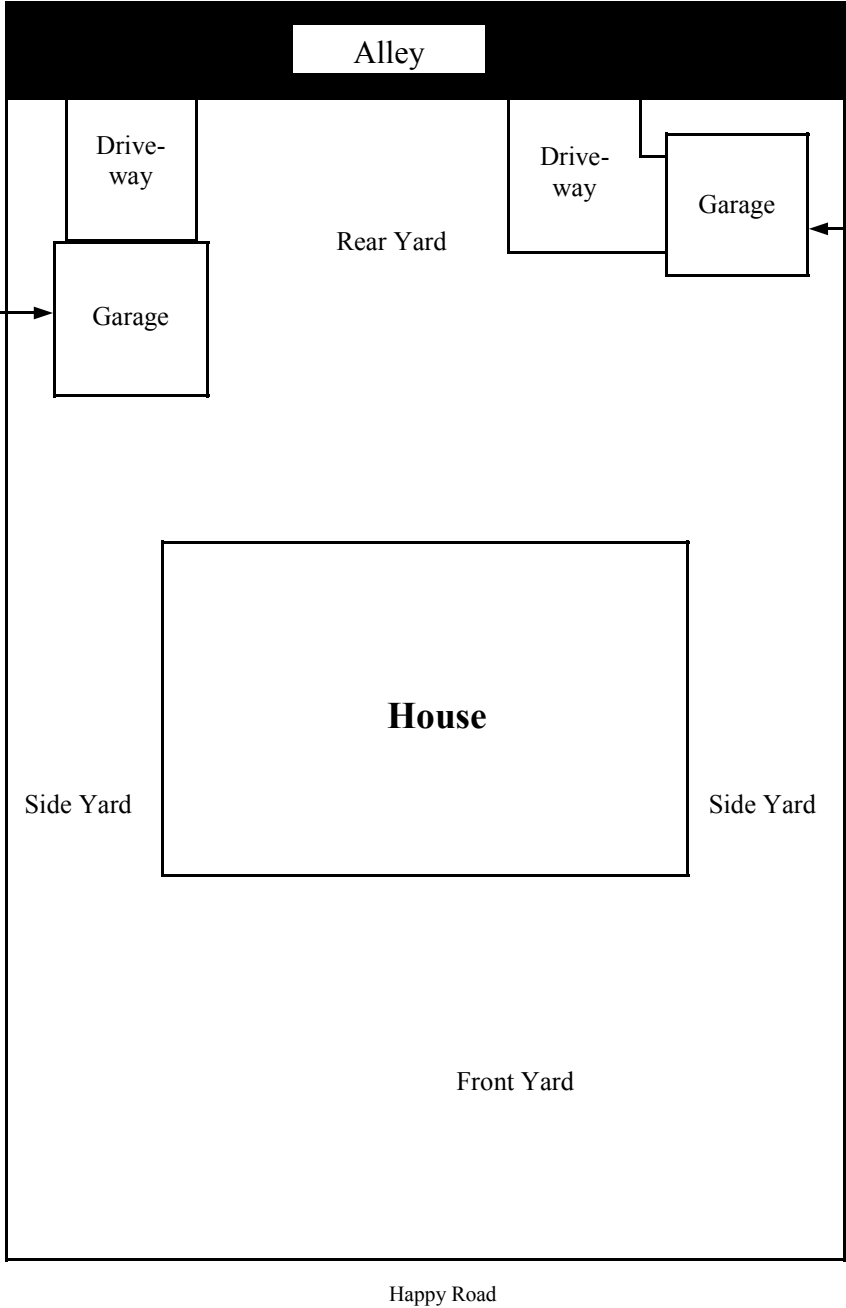 Alley
Drive-
way
Drive-
way
Garage
Rear Yard
Garage
House
Side Yard
Side Yard
Front Yard
Happy Road